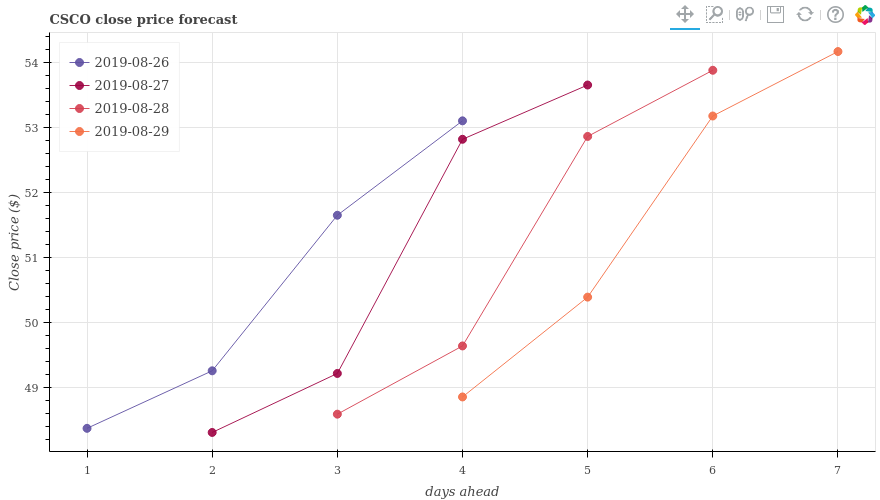 CSCO close price forecast
2019-08-26
2019-08-27
2019-08-28
2019-08-29
Close price ($)
54
53
52
51
50
49
1 2 3 4 5 6 7
days ahead